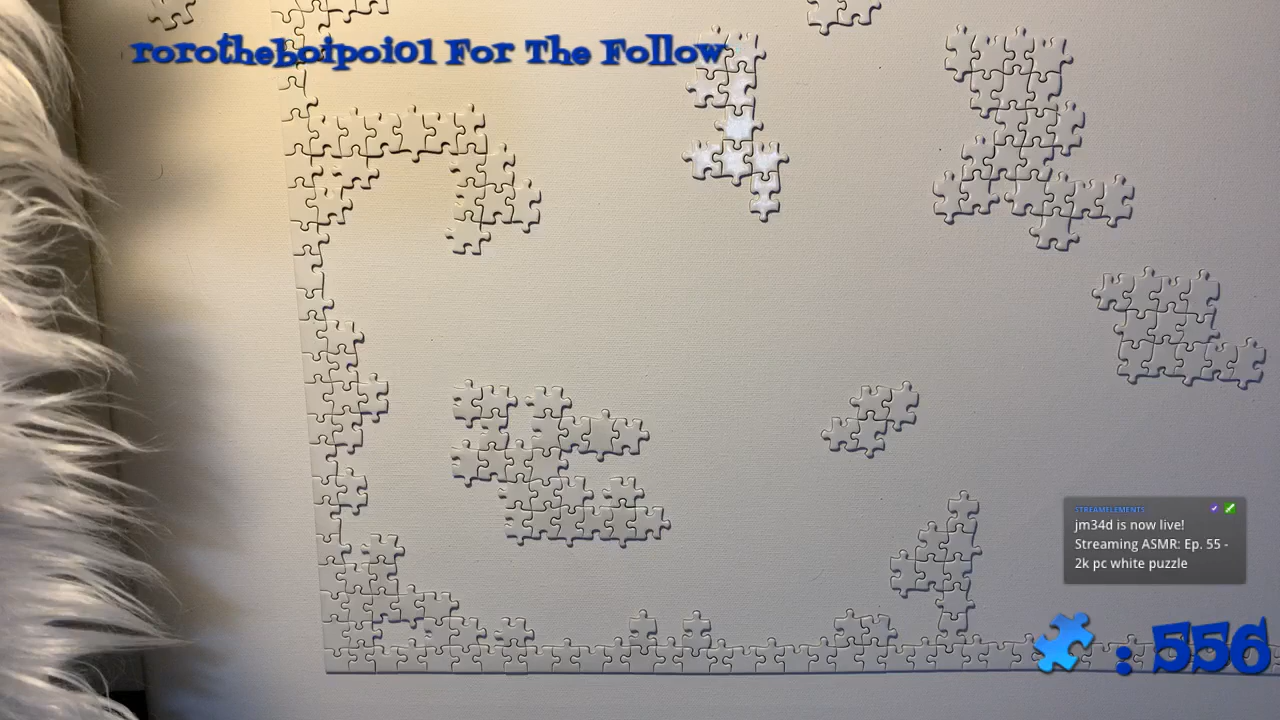 rorotheboipoi01 For The Follow
STREAMELEMENTS
jm34d is now live!
Streaming ASMR: Ep. 55 -
2k pc white puzzle
: 556